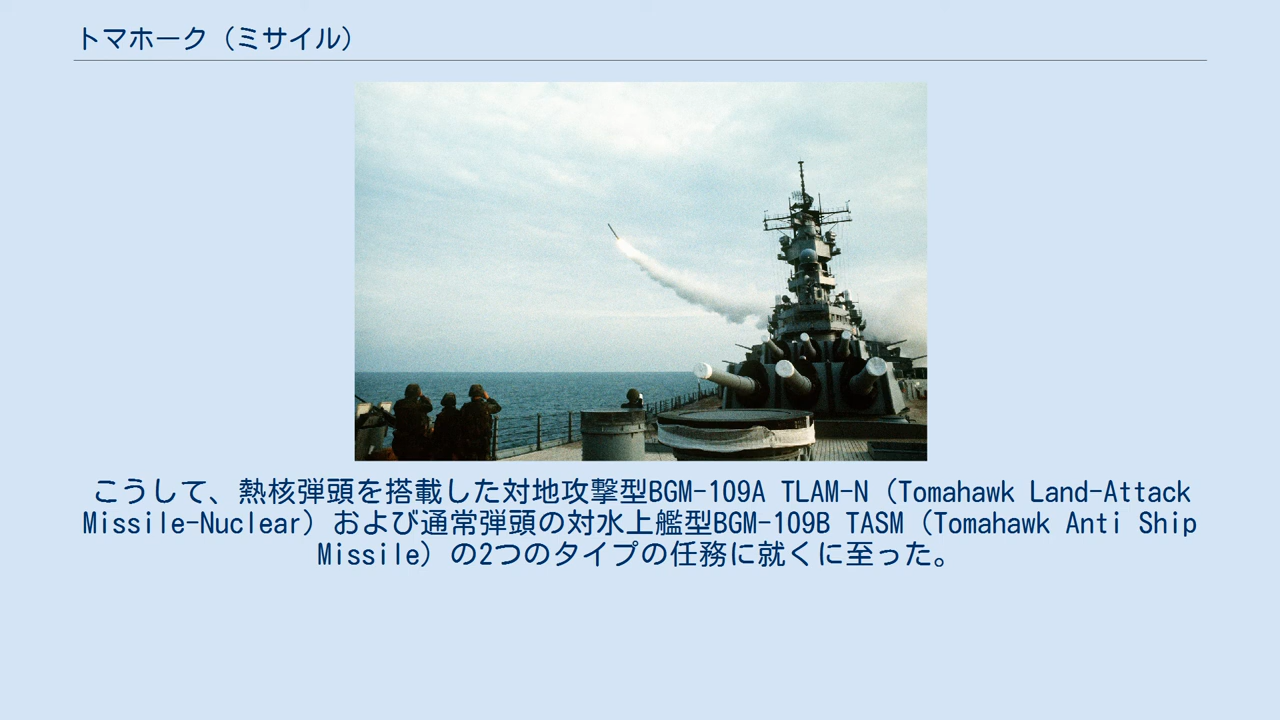 トマホーク（ミサイル）
こうして、熱核弾頭を搭載した対地攻撃型BGM-109A TLAM-N（Tomahawk Land-Attack
Missile-Nuclear）および通常弾頭の対水上艦型BGM-109B TASM（Tomahawk Anti Ship
Missile）の2つのタイプの任務に就くに至った。